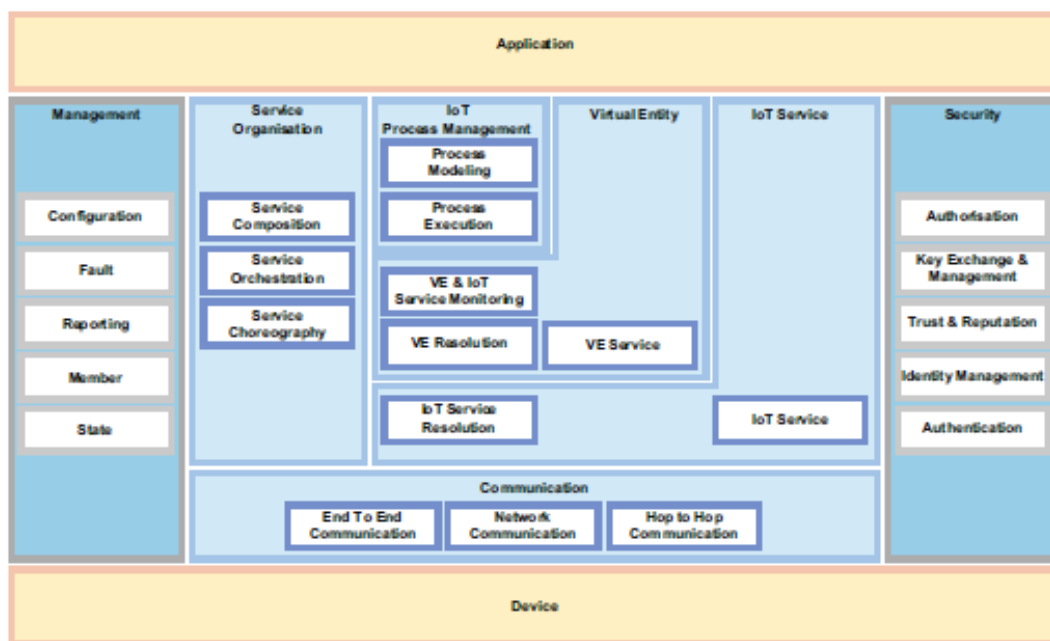 Application
Management
Configuration
Fault
Reporting
Member
State
Service
Organisation
Service
Composition
Service
Orchestration
Service
Choreography
IoT
Process Management
Process
Modeling
Process
Execution
Virtual Entity
VE & IoT
Service Monitoring
VE Resolution
VE Service
IoT Service
IoT Service
Resolution
IoT Service
Security
Authorisation
Key Exchange &
Management
Trust & Reputation
Identity Management
Authentication
Communication
End To End
Communication
Network
Communication
Hop to Hop
Communication
Device